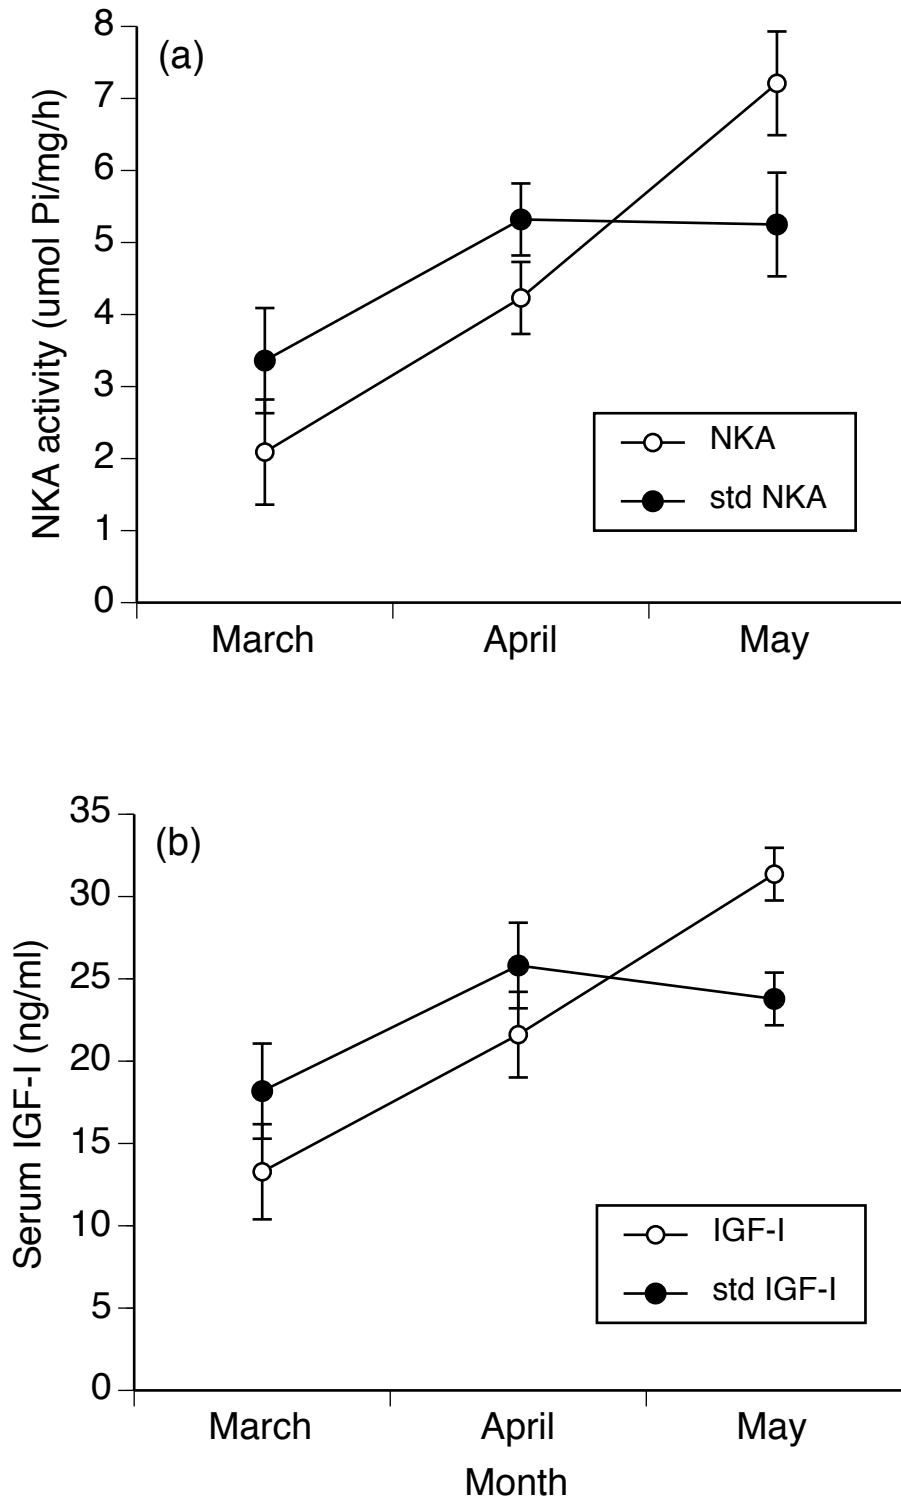 (a)
8
7
6
5
4
3
2
1
0
NKA activity (umol Pi/mg/h)
NKA
std NKA
March April May
(b)
35
30
25
20
15
10
5
0
Serum IGF-I (ng/ml)
IGF-I
std IGF-I
March April May
Month